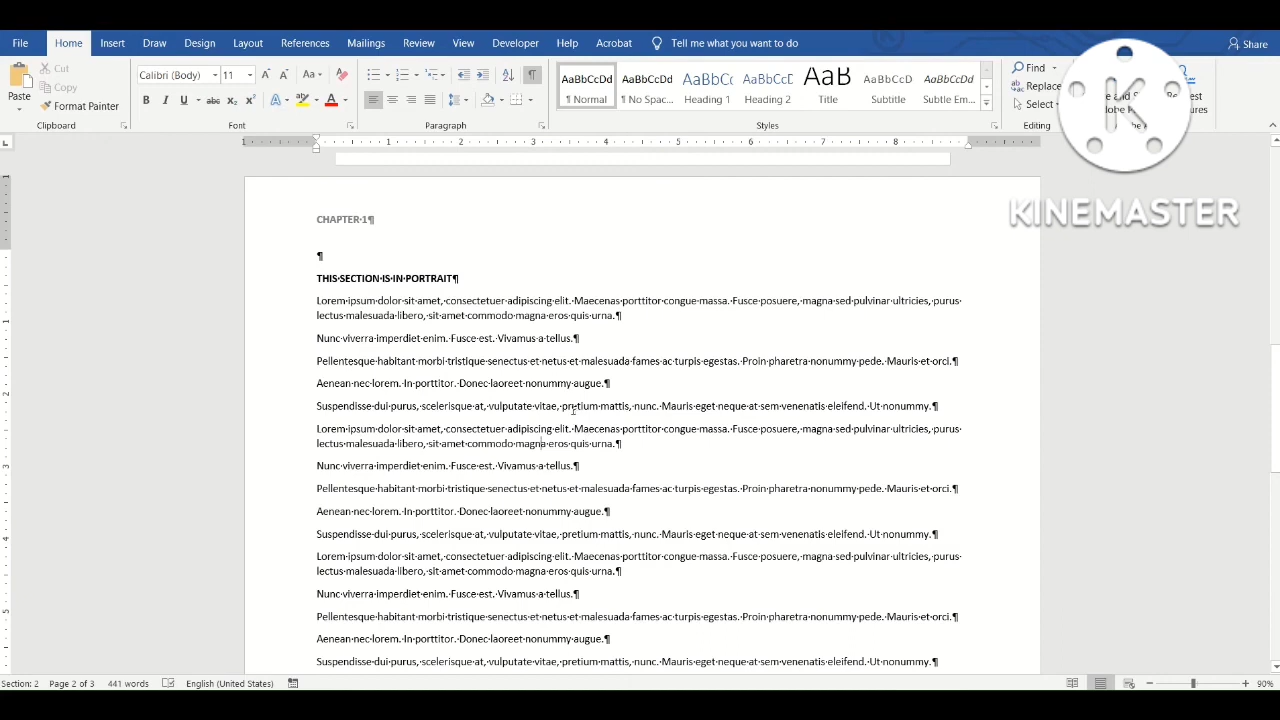 File Home Insert Draw Design Layout References Mailings Review View Developer Help Acrobat Tell me what you want to do Share
Paste
Cut
Copy
Format Painter
Clipboard
Calibri (Body) 11
Font
Paragraph
AaBbCcDd AaBbCcDd AaBbCc AaBbCcD AaB AaBbCcD AaBbCcDd
¶ Normal ¶ No Spac... Heading 1 Heading 2 Title Subtitle Subtle Em...
Styles
Find
Replace
Select
Editing
KINEMASTER
CHAPTER·1¶
¶
THIS·SECTION·IS·IN·PORTRAIT¶
Lorem·ipsum·dolor·sit·amet,·consectetuer·adipiscing·elit.·Maecenas·porttitor·congue·massa.·Fusce·posuere,·magna·sed·pulvinar·ultricies,·purus·
lectus·malesuada·libero,·sit·amet·commodo·magna·eros·quis·urna.¶
Nunc·viverra·imperdiet·enim.·Fusce·est.·Vivamus·a·tellus.¶
Pellentesque·habitant·morbi·tristique·senectus·et·netus·et·malesuada·fames·ac·turpis·egestas.·Proin·pharetra·nonummy·pede.·Mauris·et·orci.¶
Aenean·nec·lorem.·In·porttitor.·Donec·laoreet·nonummy·augue.¶
Suspendisse·dui·purus,·scelerisque·at,·vulputate·vitae,·pretium·mattis,·nunc.·Mauris·eget·neque·at·sem·venenatis·eleifend.·Ut·nonummy.¶
Lorem·ipsum·dolor·sit·amet,·consectetuer·adipiscing·elit.·Maecenas·porttitor·congue·massa.·Fusce·posuere,·magna·sed·pulvinar·ultricies,·purus·
lectus·malesuada·libero,·sit·amet·commodo·magna·eros·quis·urna.¶
Nunc·viverra·imperdiet·enim.·Fusce·est.·Vivamus·a·tellus.¶
Pellentesque·habitant·morbi·tristique·senectus·et·netus·et·malesuada·fames·ac·turpis·egestas.·Proin·pharetra·nonummy·pede.·Mauris·et·orci.¶
Aenean·nec·lorem.·In·porttitor.·Donec·laoreet·nonummy·augue.¶
Suspendisse·dui·purus,·scelerisque·at,·vulputate·vitae,·pretium·mattis,·nunc.·Mauris·eget·neque·at·sem·venenatis·eleifend.·Ut·nonummy.¶
Lorem·ipsum·dolor·sit·amet,·consectetuer·adipiscing·elit.·Maecenas·porttitor·congue·massa.·Fusce·posuere,·magna·sed·pulvinar·ultricies,·purus·
lectus·malesuada·libero,·sit·amet·commodo·magna·eros·quis·urna.¶
Nunc·viverra·imperdiet·enim.·Fusce·est.·Vivamus·a·tellus.¶
Pellentesque·habitant·morbi·tristique·senectus·et·netus·et·malesuada·fames·ac·turpis·egestas.·Proin·pharetra·nonummy·pede.·Mauris·et·orci.¶
Aenean·nec·lorem.·In·porttitor.·Donec·laoreet·nonummy·augue.¶
Suspendisse·dui·purus,·scelerisque·at,·vulputate·vitae,·pretium·mattis,·nunc.·Mauris·eget·neque·at·sem·venenatis·eleifend.·Ut·nonummy.¶
Section: 2 Page 2 of 3 441 words English (United States) 90%